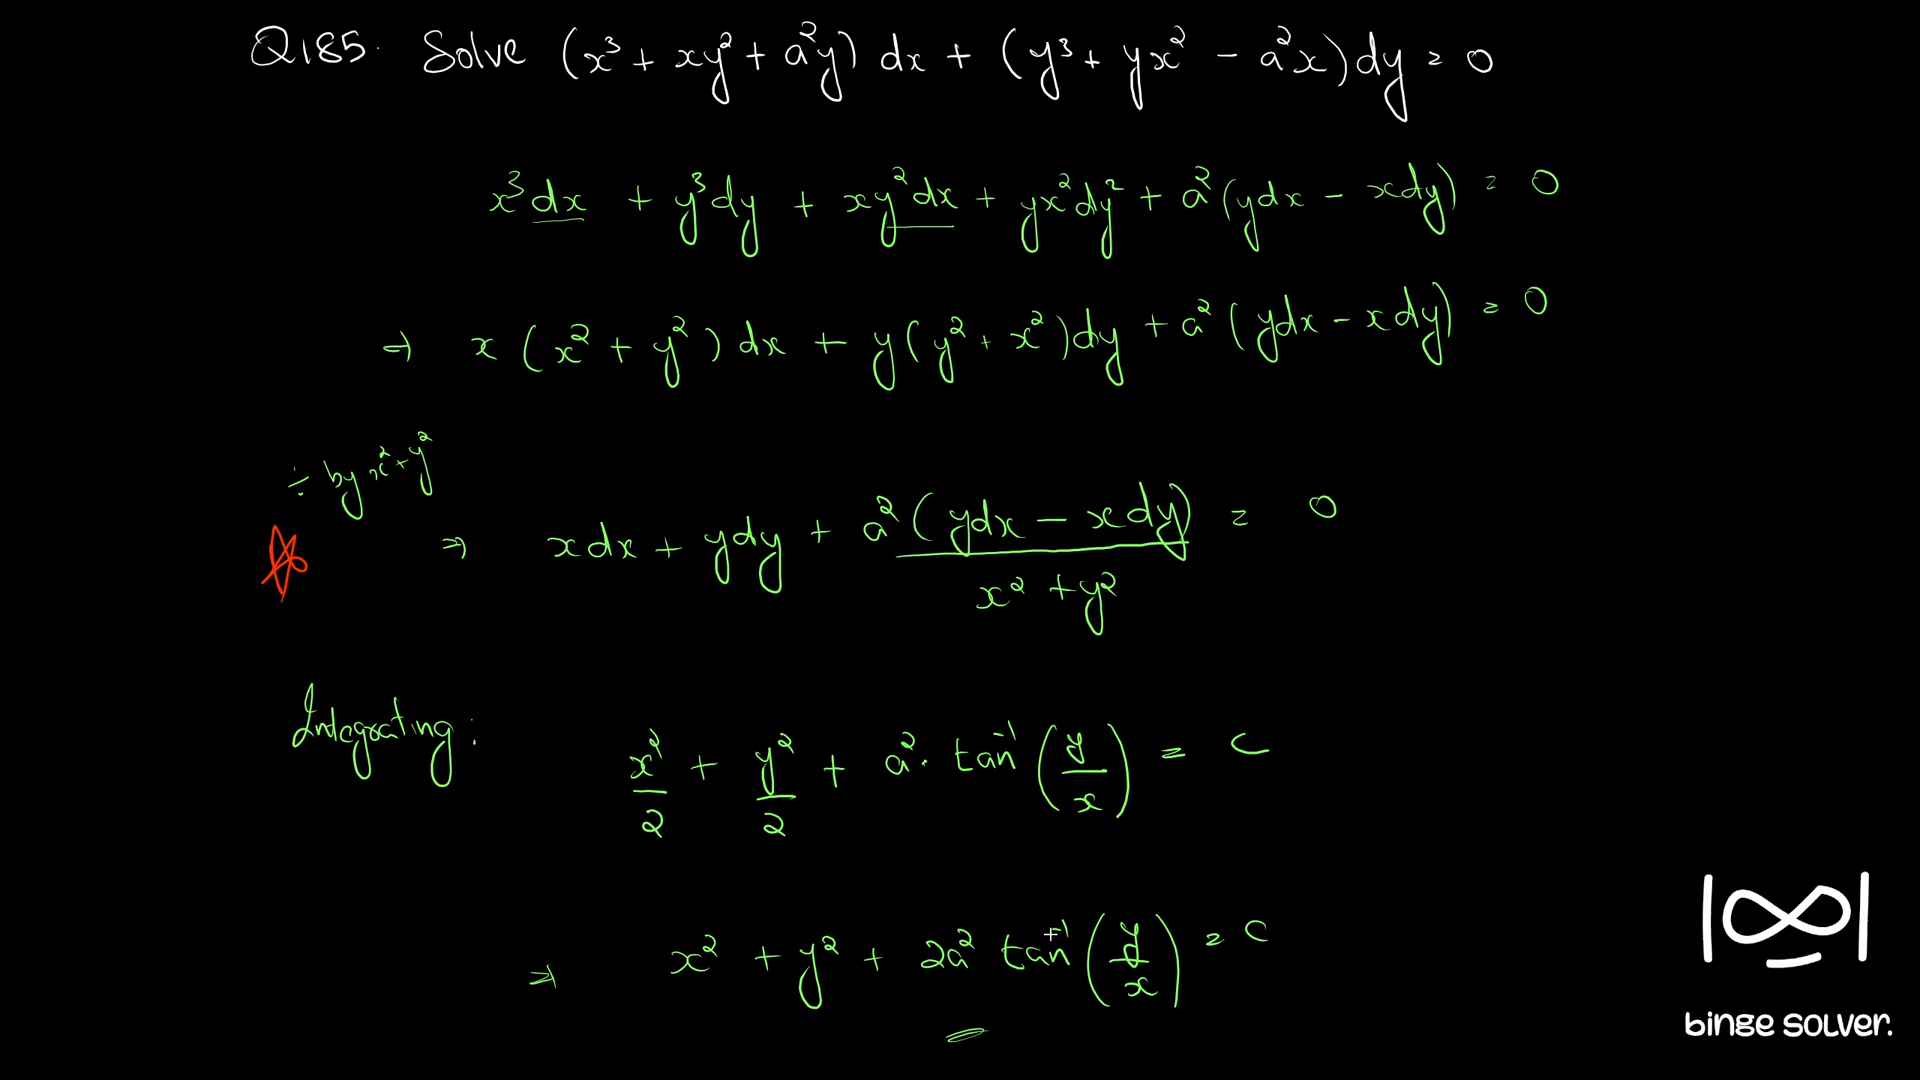 Q185. Solve (x³ + xy² + a²y) dx + (y³ + yx² - a²x) dy = 0
x³dx + y³dy + xy²dx + yx²dy² + a²(ydx - xdy) = 0
⇒ x(x² + y²)dx + y(y² + x²)dy + a²(ydx - xdy) = 0
÷ by x² + y²
⇒ xdx + ydy + a²(ydx - xdy) / x² + y² = 0
Integrating: x²/2 + y²/2 + a². tan⁻¹(y/x) = C
⇒ x² + y² + 2a² tan⁻¹(y/x) = C
binge solver.